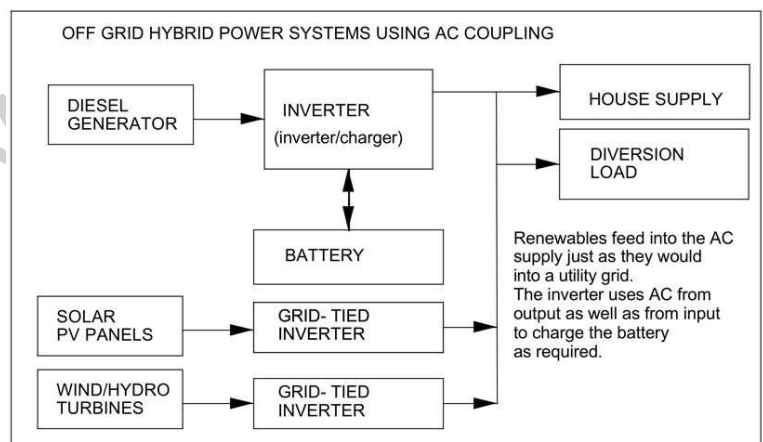 OFF GRID HYBRID POWER SYSTEMS USING AC COUPLING
DIESEL
GENERATOR
INVERTER
(inverter/charger)
HOUSE SUPPLY
DIVERSION
LOAD
BATTERY
Renewables feed into the AC
supply just as they would
into a utility grid.
The inverter uses AC from
output as well as from input
to charge the battery
as required.
SOLAR
PV PANELS
GRID- TIED
INVERTER
WIND/HYDRO
TURBINES
GRID- TIED
INVERTER